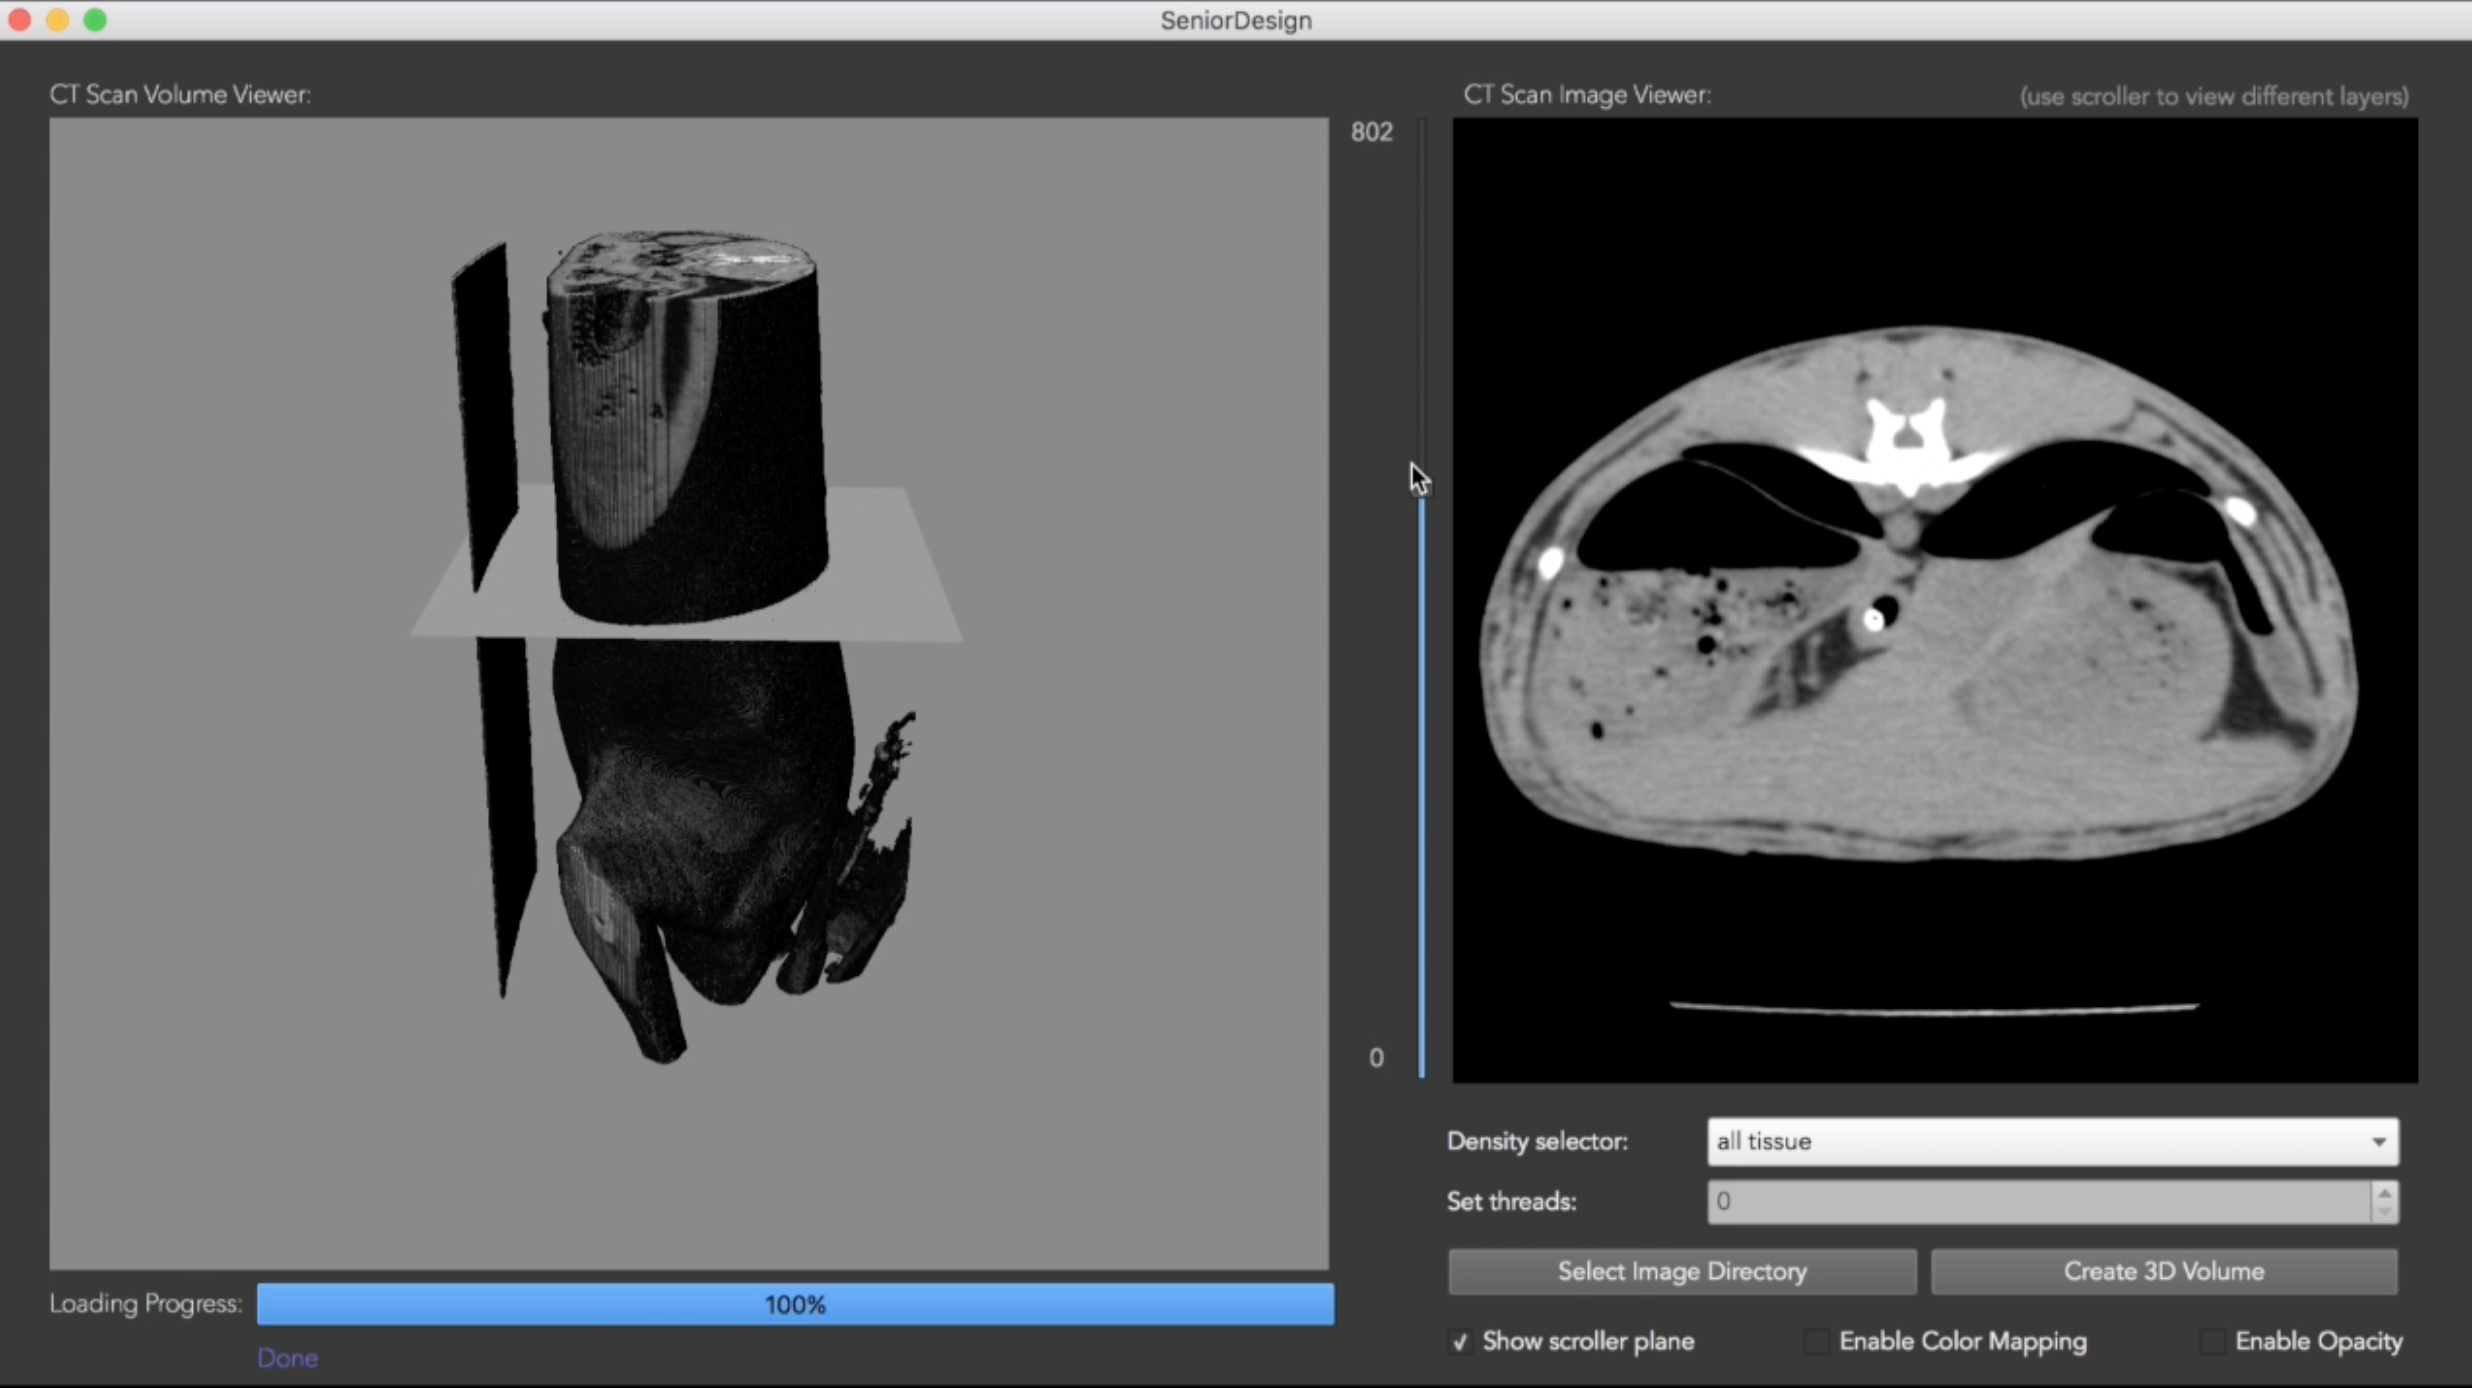 SeniorDesign
CT Scan Volume Viewer:
CT Scan Image Viewer:
(use scroller to view different layers)
802
0
Density selector:
all tissue
Set threads:
0
Select Image Directory
Create 3D Volume
Loading Progress:
100%
Show scroller plane
Enable Color Mapping
Enable Opacity
Done